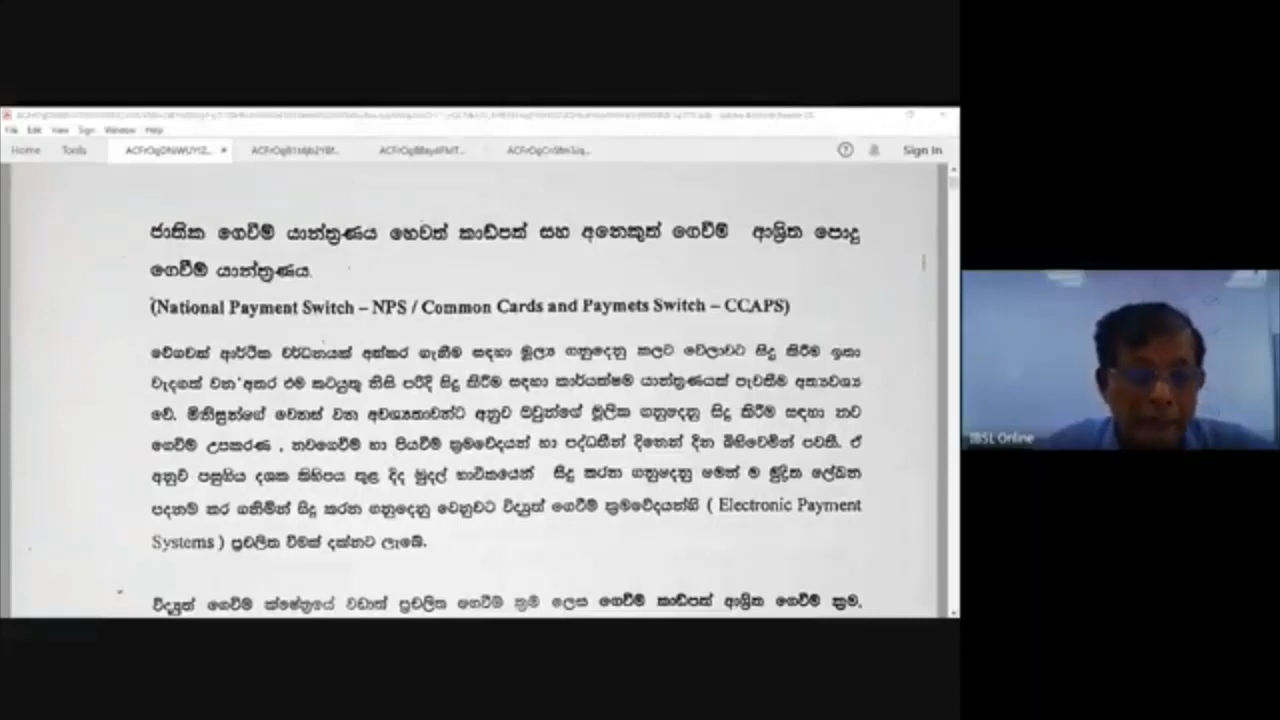 File Edit View Sign Window Help
Home Tools
Sign In
ජාතික ගෙවීම් යාන්ත්‍රණය හෙවත් කාඩ්පත් සහ අනෙකුත් ගෙවීම් ආශ්‍රිත පොදු
ගෙවීම් යාන්ත්‍රණය.
(National Payment Switch – NPS / Common Cards and Paymets Switch – CCAPS)
වේගවත් ආර්ථික වර්ධනයක් අත්කර ගැනීම සඳහා මූල්‍ය ගනුදෙනු කලට වේලාවට සිදු කිරීම ඉතා
වැදගත් වන අතර එම කටයුතු නිසි පරිදි සිදු කිරීම සඳහා කාර්යක්ෂම යාන්ත්‍රණයක් පැවතීම අත්‍යවශ්‍ය
වේ. මිනිසුන්ගේ වෙනස් වන අවශ්‍යතාවන්ට අනුව ඔවුන්ගේ මූලික ගනුදෙනු සිදු කිරීම සඳහා නව
ගෙවීම් උපකරණ , නවගෙවීම් හා පියවීම් ක්‍රමවේදයන් හා පද්ධතීන් දිනෙන් දින බිහිවෙමින් පවතී. ඒ
අනුව පසුගිය දශක කිහිපය තුළ දිද මුදල් භාවිතයෙන් සිදු කරන ගනුදෙනු මෙන් ම මුද්‍රිත ලේඛන
පදනම් කර ගනිමින් සිදු කරන ගනුදෙනු වෙනුවට විද්‍යුත් ගෙවීම් ක්‍රමවේදයන්හි ( Electronic Payment
Systems ) ප්‍රචලිත වීමක් දක්නට ලැබේ.
විද්‍යුත් ගෙවීම් ක්ෂේත්‍රයේ වඩාත් ප්‍රචලිත ගෙවීම් ක්‍රම ලෙස ගෙවීම් කාඩ්පත් ආශ්‍රිත ගෙවීම් ක්‍රම,
IBSL Online